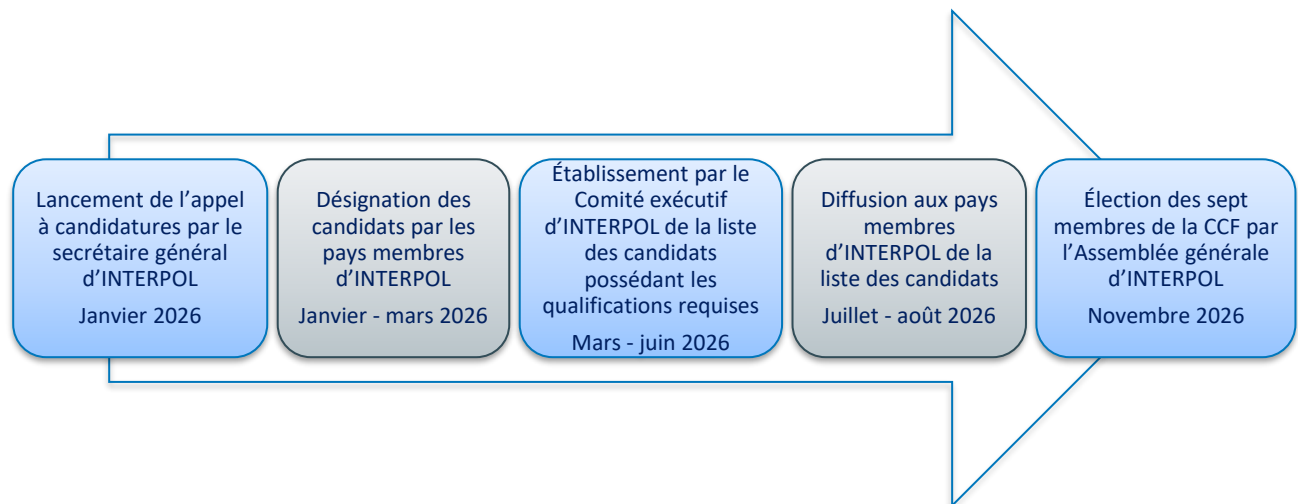 Lancement de l’appel
à candidatures par le
secrétaire général
d’INTERPOL
Janvier 2026
Désignation des
candidats par les
pays membres
d’INTERPOL
Janvier - mars 2026
Établissement par le
Comité exécutif
d’INTERPOL de la liste
des candidats
possédant les
qualifications requises
Mars - juin 2026
Diffusion aux pays
membres
d’INTERPOL de la
liste des candidats
Juillet - août 2026
Élection des sept
membres de la CCF par
l’Assemblée générale
d’INTERPOL
Novembre 2026